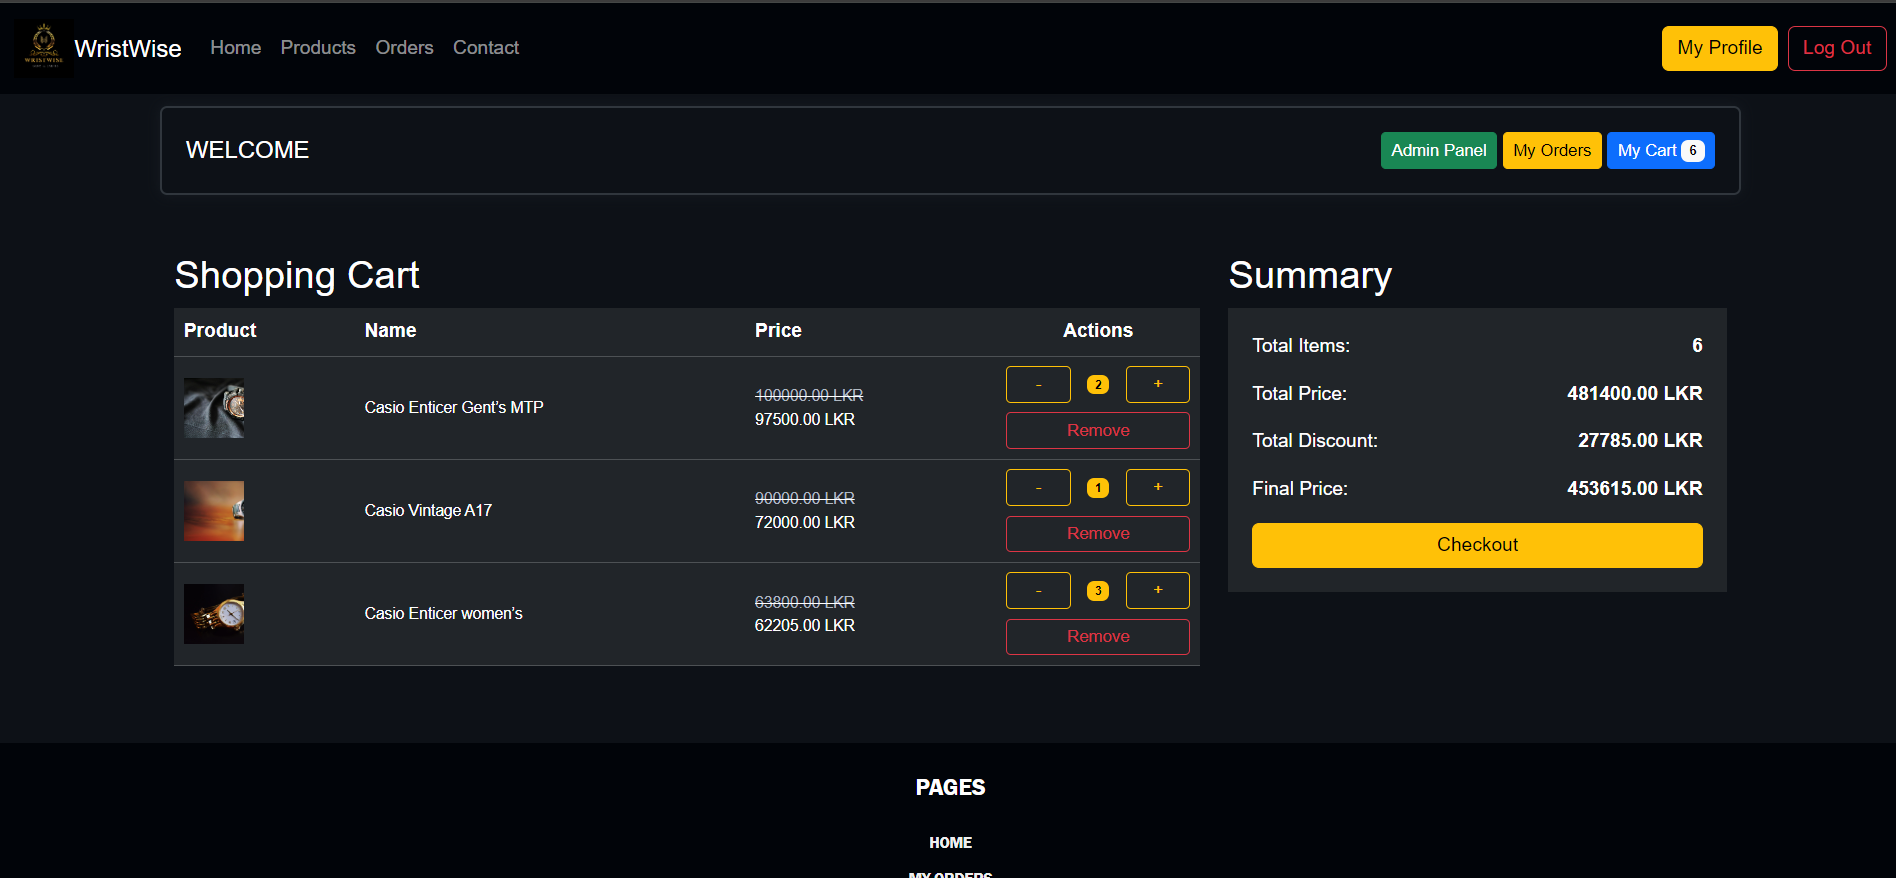 WRISTWISE
WristWise Home Products Orders Contact My Profile Log Out
WELCOME Admin Panel My Orders My Cart 6
Shopping Cart
Product Name Price Actions
Casio Enticer Gent’s MTP
100000.00 LKR
97500.00 LKR
- 2 +
Remove
Casio Vintage A17
90000.00 LKR
72000.00 LKR
- 1 +
Remove
Casio Enticer women’s
63800.00 LKR
62205.00 LKR
- 3 +
Remove
Summary
Total Items: 6
Total Price: 481400.00 LKR
Total Discount: 27785.00 LKR
Final Price: 453615.00 LKR
Checkout
PAGES
HOME
MY ORDERS